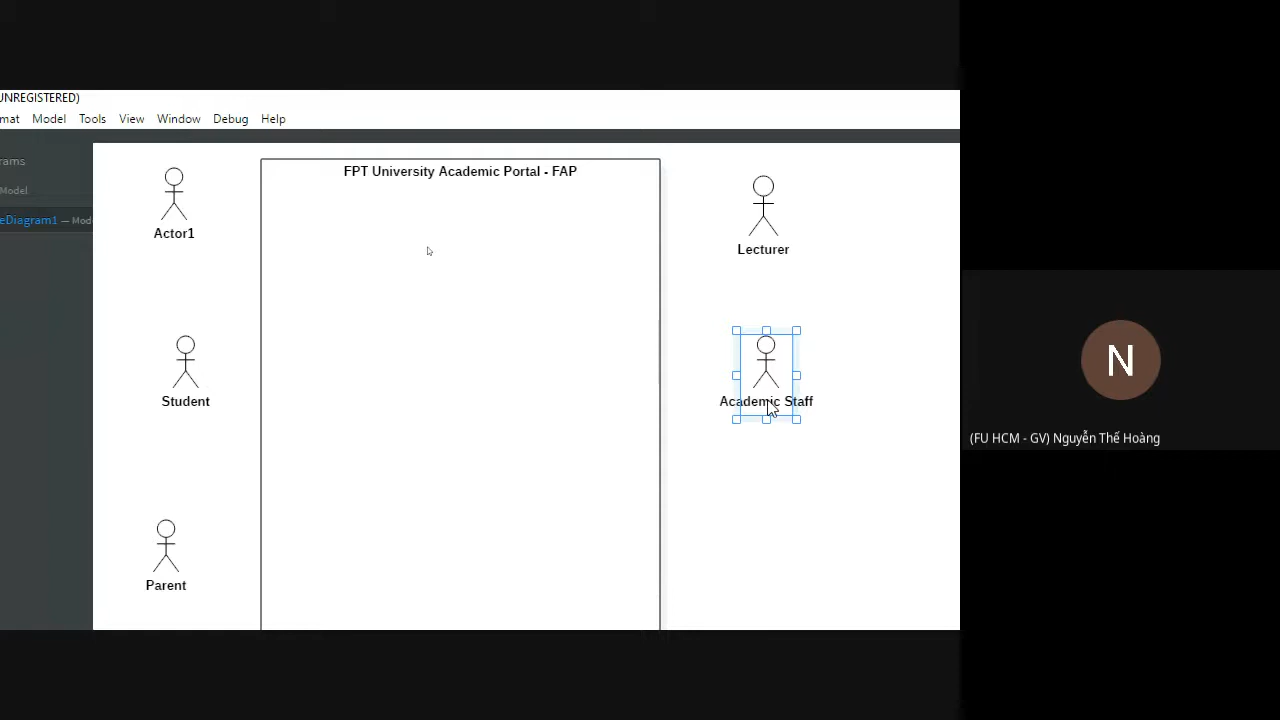 UNREGISTERED)
mat Model Tools View Window Debug Help
rams
Model
eDiagram1 — Mod
FPT University Academic Portal - FAP
Actor1
Lecturer
Student
Academic Staff
Parent
N
(FU HCM - GV) Nguyễn Thế Hoàng